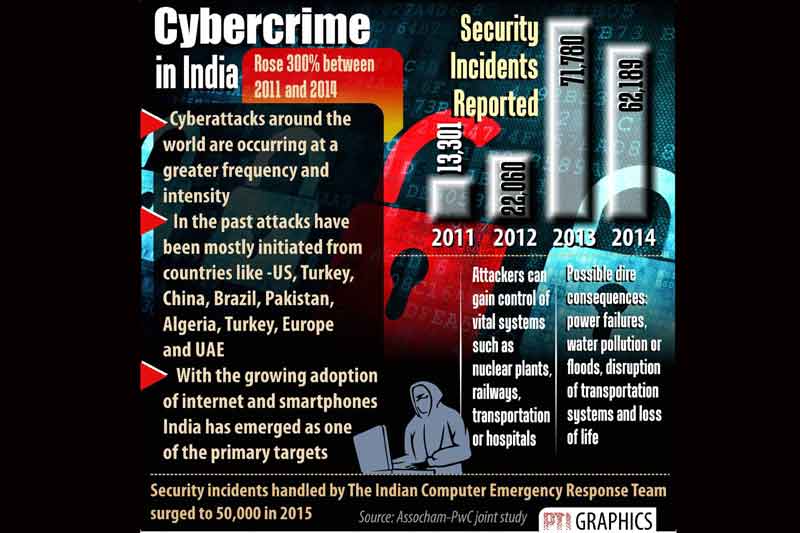 Cybercrime
in India
Rose 300% between
2011 and 2014
Cyberattacks around the
world are occurring at a
greater frequency and
intensity
In the past attacks have
been mostly initiated from
countries like -US, Turkey,
China, Brazil, Pakistan,
Algeria, Turkey, Europe
and UAE
With the growing adoption
of internet and smartphones
India has emerged as one
of the primary targets
Security
Incidents
Reported
13,301
22,060
71,780
62,189
2011 2012 2013 2014
Attackers can
gain control of
vital systems
such as
nuclear plants,
railways,
transportation
or hospitals
Possible dire
consequences:
power failures,
water pollution or
floods, disruption
of transportation
systems and loss
of life
Security incidents handled by The Indian Computer Emergency Response Team
surged to 50,000 in 2015
Source: Assocham-PwC joint study
PTI GRAPHICS